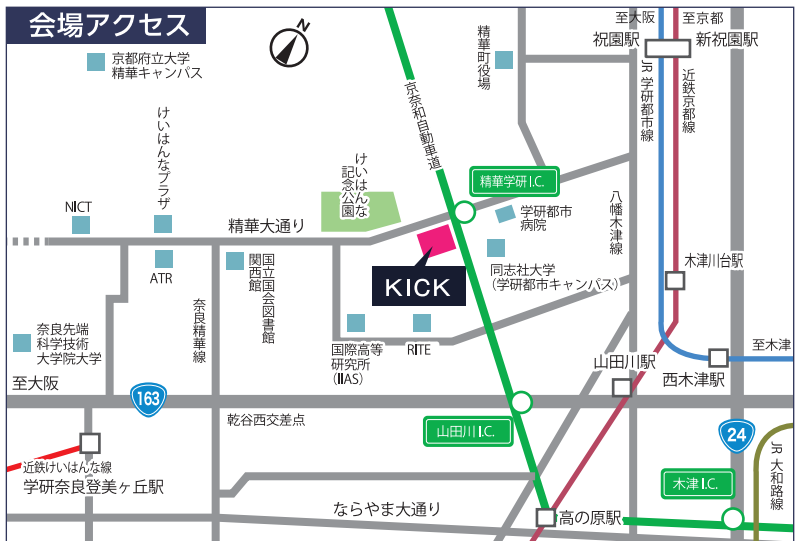 会場アクセス
N
至大阪
至京都
祝園駅
新祝園駅
京都府立大学
精華キャンパス
精華町役場
JR 学研都市線
近鉄京都線
京奈和自動車道
けいはんなプラザ
けいはんな
記念公園
精華学研 I.C.
NICT
精華大通り
学研都市
病院
八幡木津線
ATR
国立国会図書館
関西館
同志社大学
(学研都市キャンパス)
木津川台駅
KICK
奈良精華線
奈良先端
科学技術
大学院大学
国際高等
研究所
(IIAS)
RITE
至木津
山田川駅
西木津駅
至大阪
163
乾谷西交差点
山田川 I.C.
24
近鉄けいはんな線
学研奈良登美ヶ丘駅
木津 I.C.
JR 大和路線
ならやま大通り
高の原駅